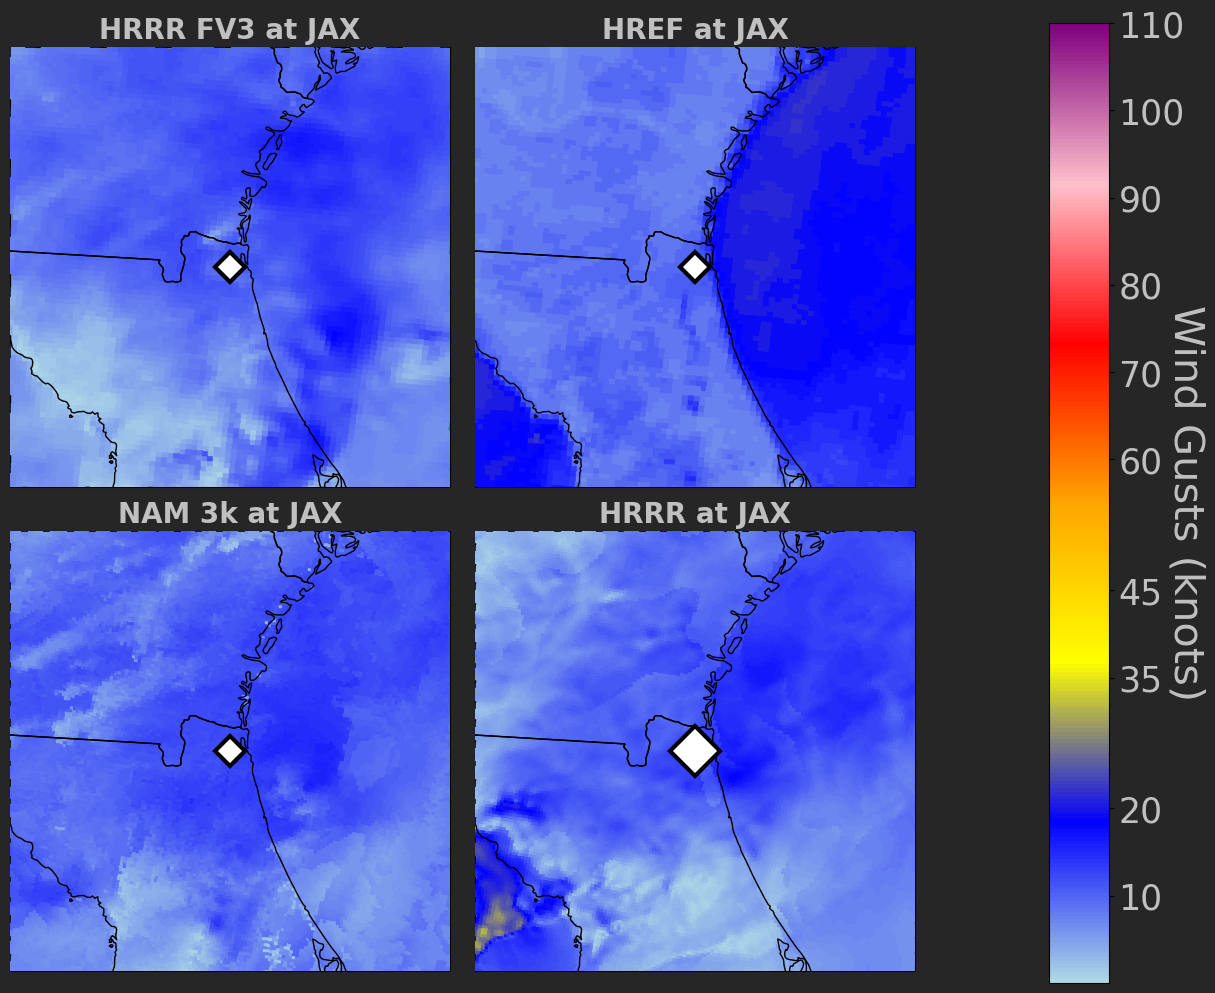 HRRR FV3 at JAX
HREF at JAX
NAM 3k at JAX
HRRR at JAX
110
100
90
80
70
60
45
35
20
10
Wind Gusts (knots)